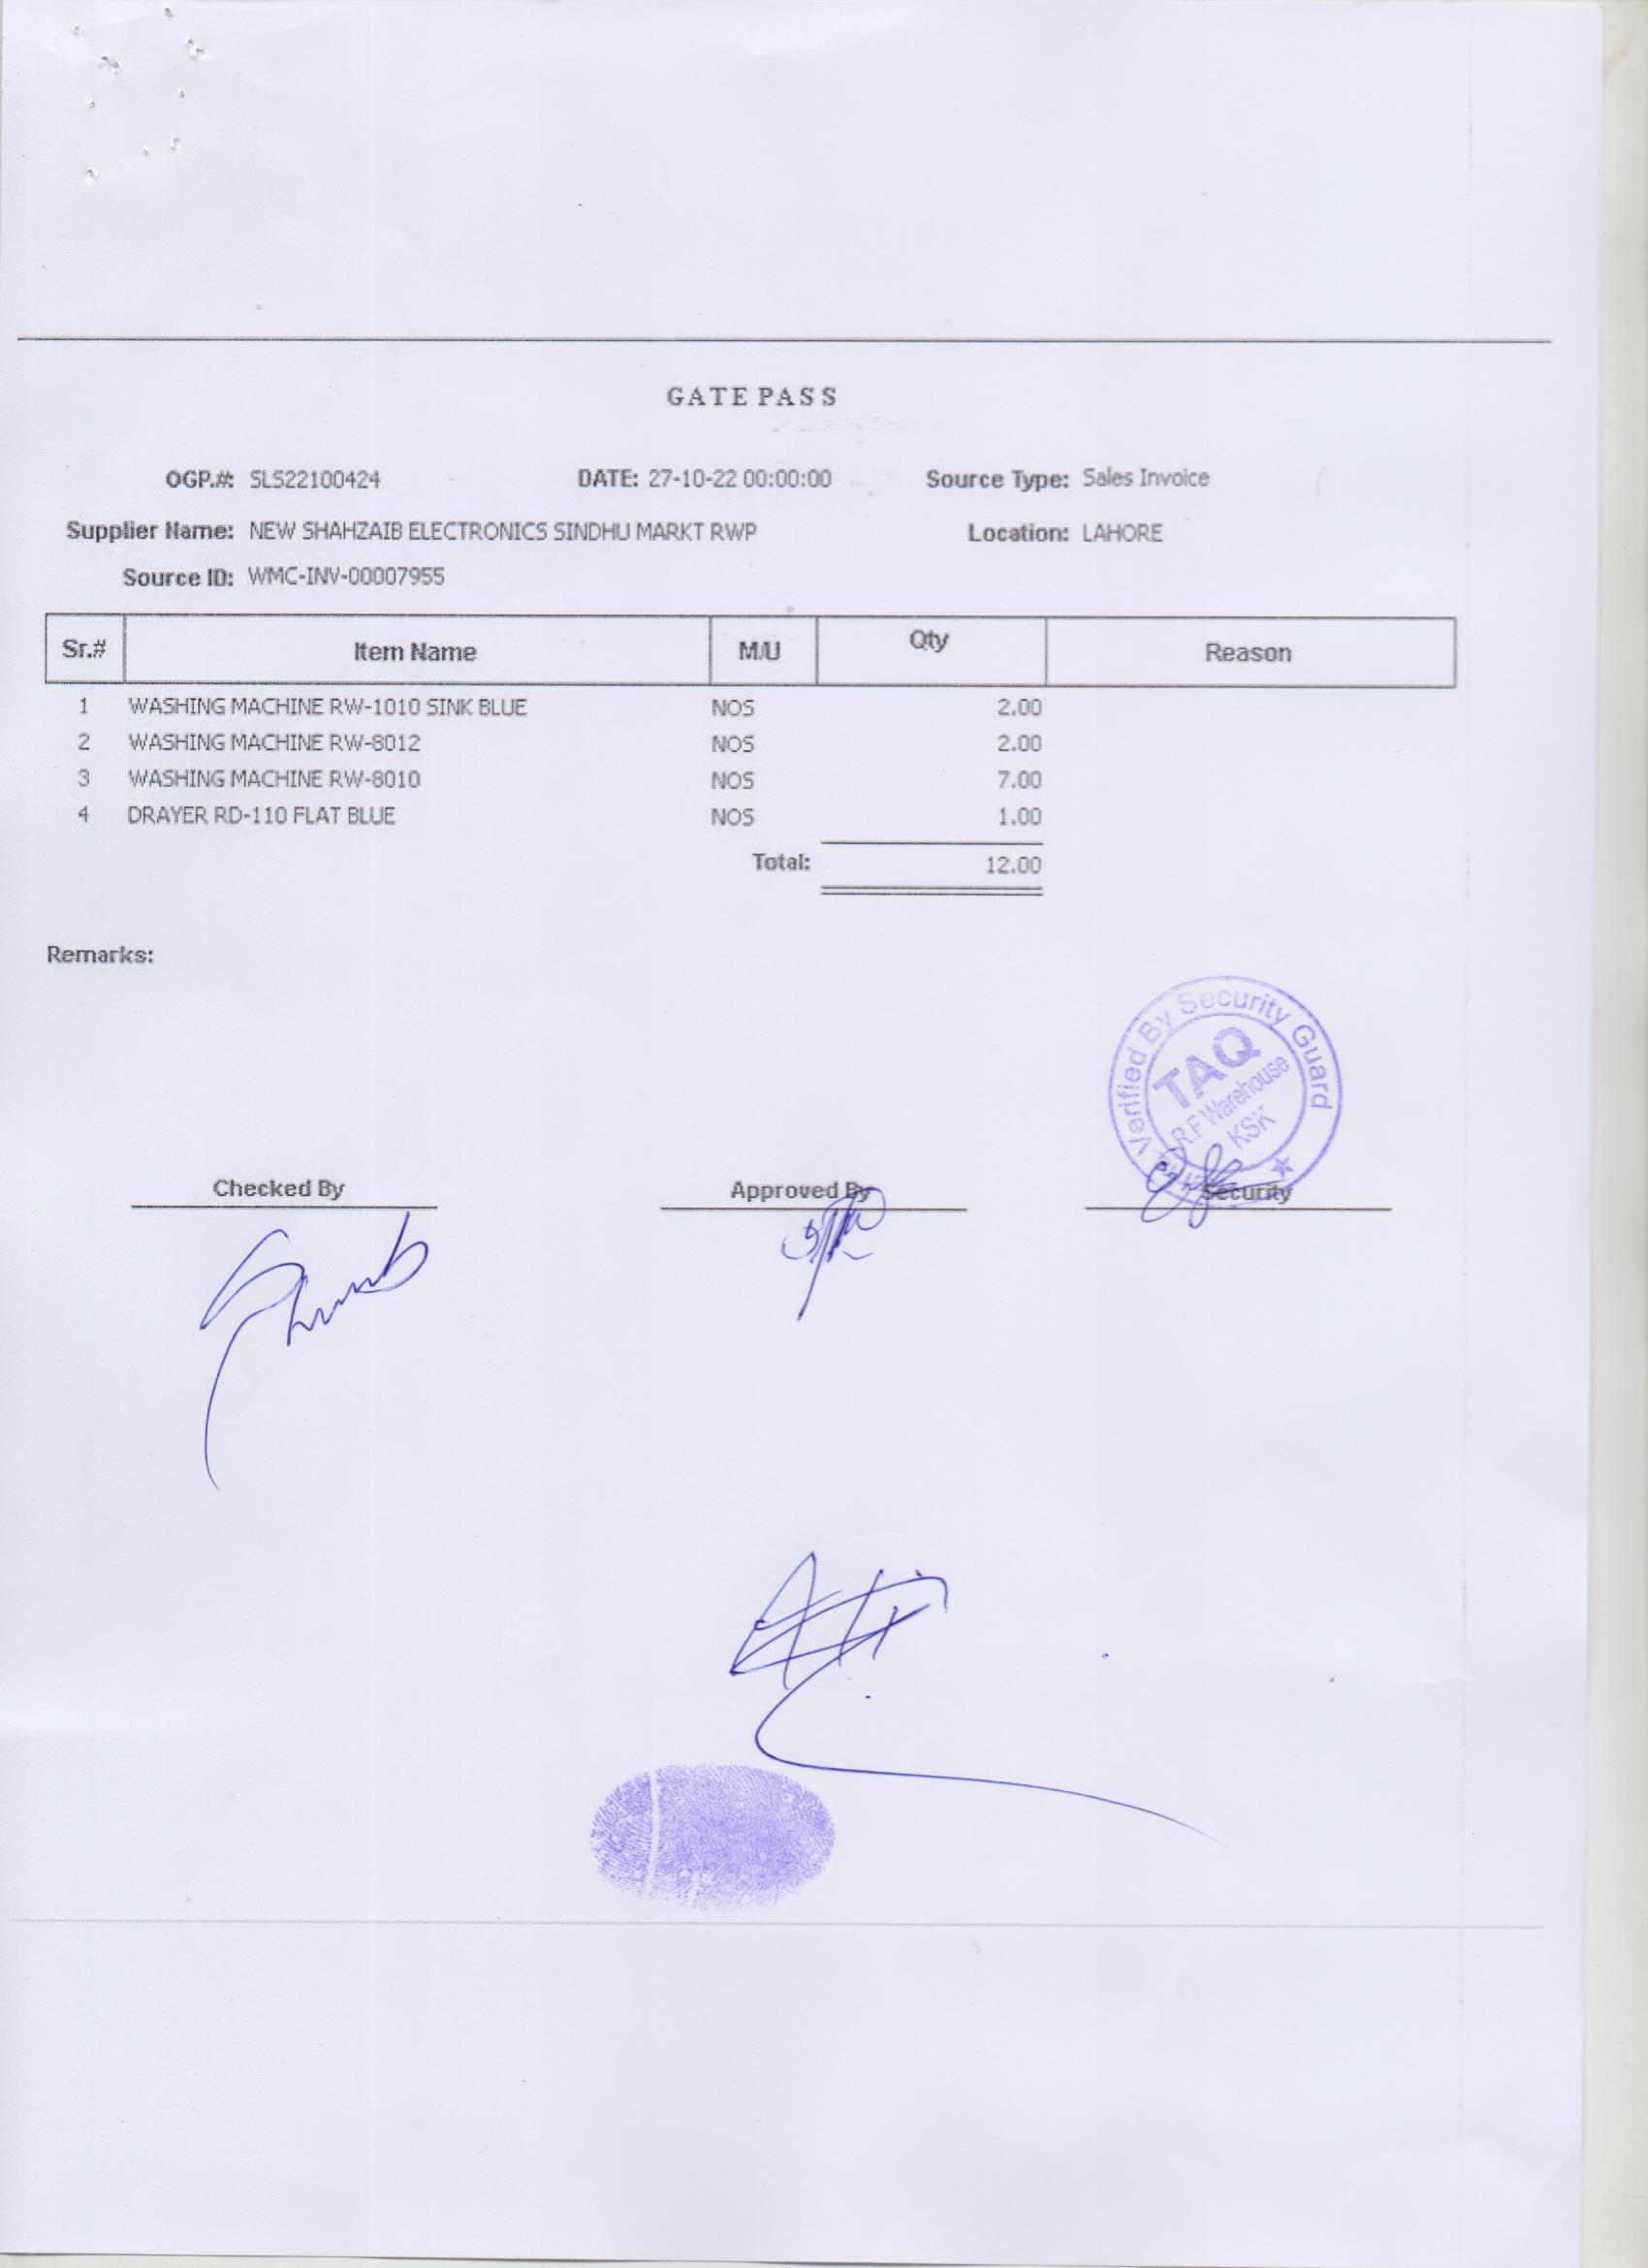 GATE PASS
OGP.#: SLS22100424 DATE: 27-10-22 00:00:00 Source Type: Sales Invoice
Supplier Name: NEW SHAHZAIB ELECTRONICS SINDHU MARKT RWP Location: LAHORE
Source ID: WMC-INV-00007955
Sr.# Item Name M/U Qty Reason
1 WASHING MACHINE RW-1010 SINK BLUE NOS 2.00
2 WASHING MACHINE RW-8012 NOS 2.00
3 WASHING MACHINE RW-8010 NOS 7.00
4 DRAYER RD-110 FLAT BLUE NOS 1.00
Total: 12.00
Remarks:
Verified By Security Guard
TAQ
R.F Warehouse
KSK
Checked By Approved By Security